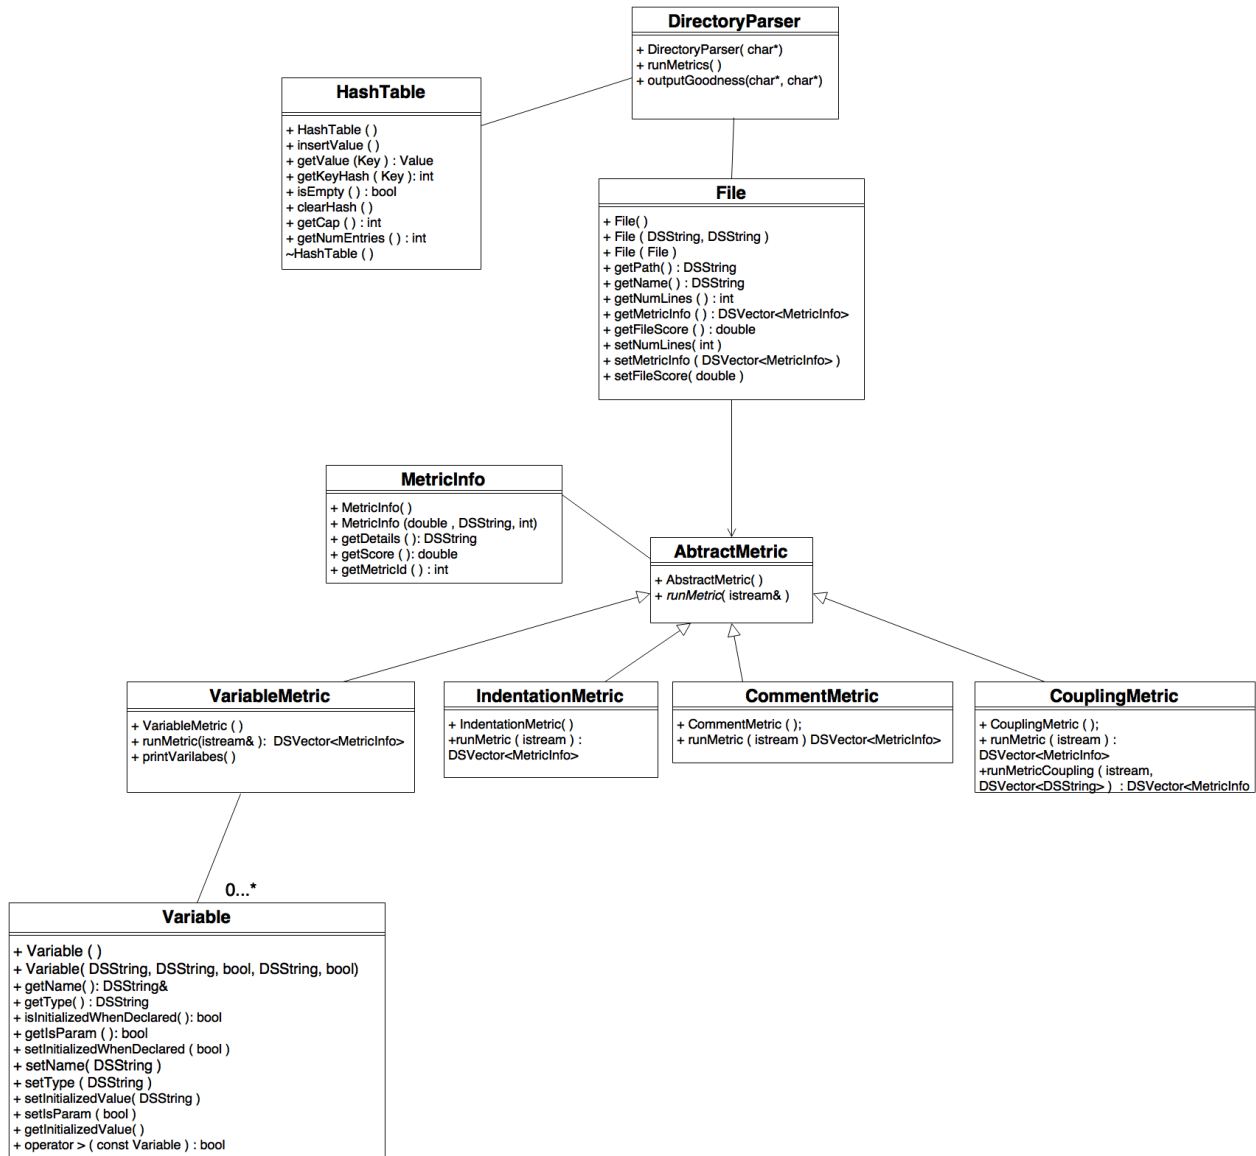 DirectoryParser
+ DirectoryParser( char*)
+ runMetrics( )
+ outputGoodness(char*, char*)
HashTable
+ HashTable ( )
+ insertValue ( )
+ getValue (Key ) : Value
+ getKeyHash ( Key ): int
+ isEmpty ( ) : bool
+ clearHash ( )
+ getCap ( ) : int
+ getNumEntries ( ) : int
~HashTable ( )
File
+ File( )
+ File ( DSString, DSString )
+ File ( File )
+ getPath( ) : DSString
+ getName( ) : DSString
+ getNumLines ( ) : int
+ getMetricInfo ( ) : DSVector<MetricInfo>
+ getFileScore ( ) : double
+ setNumLines( int )
+ setMetricInfo ( DSVector<MetricInfo> )
+ setFileScore( double )
MetricInfo
+ MetricInfo( )
+ MetricInfo (double , DSString, int)
+ getDetails ( ): DSString
+ getScore ( ): double
+ getMetricId ( ) : int
AbtractMetric
+ AbstractMetric( )
+ runMetric( istream& )
VariableMetric
+ VariableMetric ( )
+ runMetric(istream& ): DSVector<MetricInfo>
+ printVarilabes( )
IndentationMetric
+ IndentationMetric( )
+runMetric ( istream ) :
DSVector<MetricInfo>
CommentMetric
+ CommentMetric ( );
+ runMetric ( istream ) DSVector<MetricInfo>
CouplingMetric
+ CouplingMetric ( );
+ runMetric ( istream ) :
DSVector<MetricInfo>
+runMetricCoupling ( istream,
DSVector<DSString> ) : DSVector<MetricInfo
0...*
Variable
+ Variable ( )
+ Variable( DSString, DSString, bool, DSString, bool)
+ getName( ): DSString&
+ getType( ) : DSString
+ isInitializedWhenDeclared( ): bool
+ getIsParam ( ): bool
+ setInitializedWhenDeclared ( bool )
+ setName( DSString )
+ setType ( DSString )
+ setInitializedValue( DSString )
+ setIsParam ( bool )
+ getInitializedValue( )
+ operator > ( const Variable ) : bool